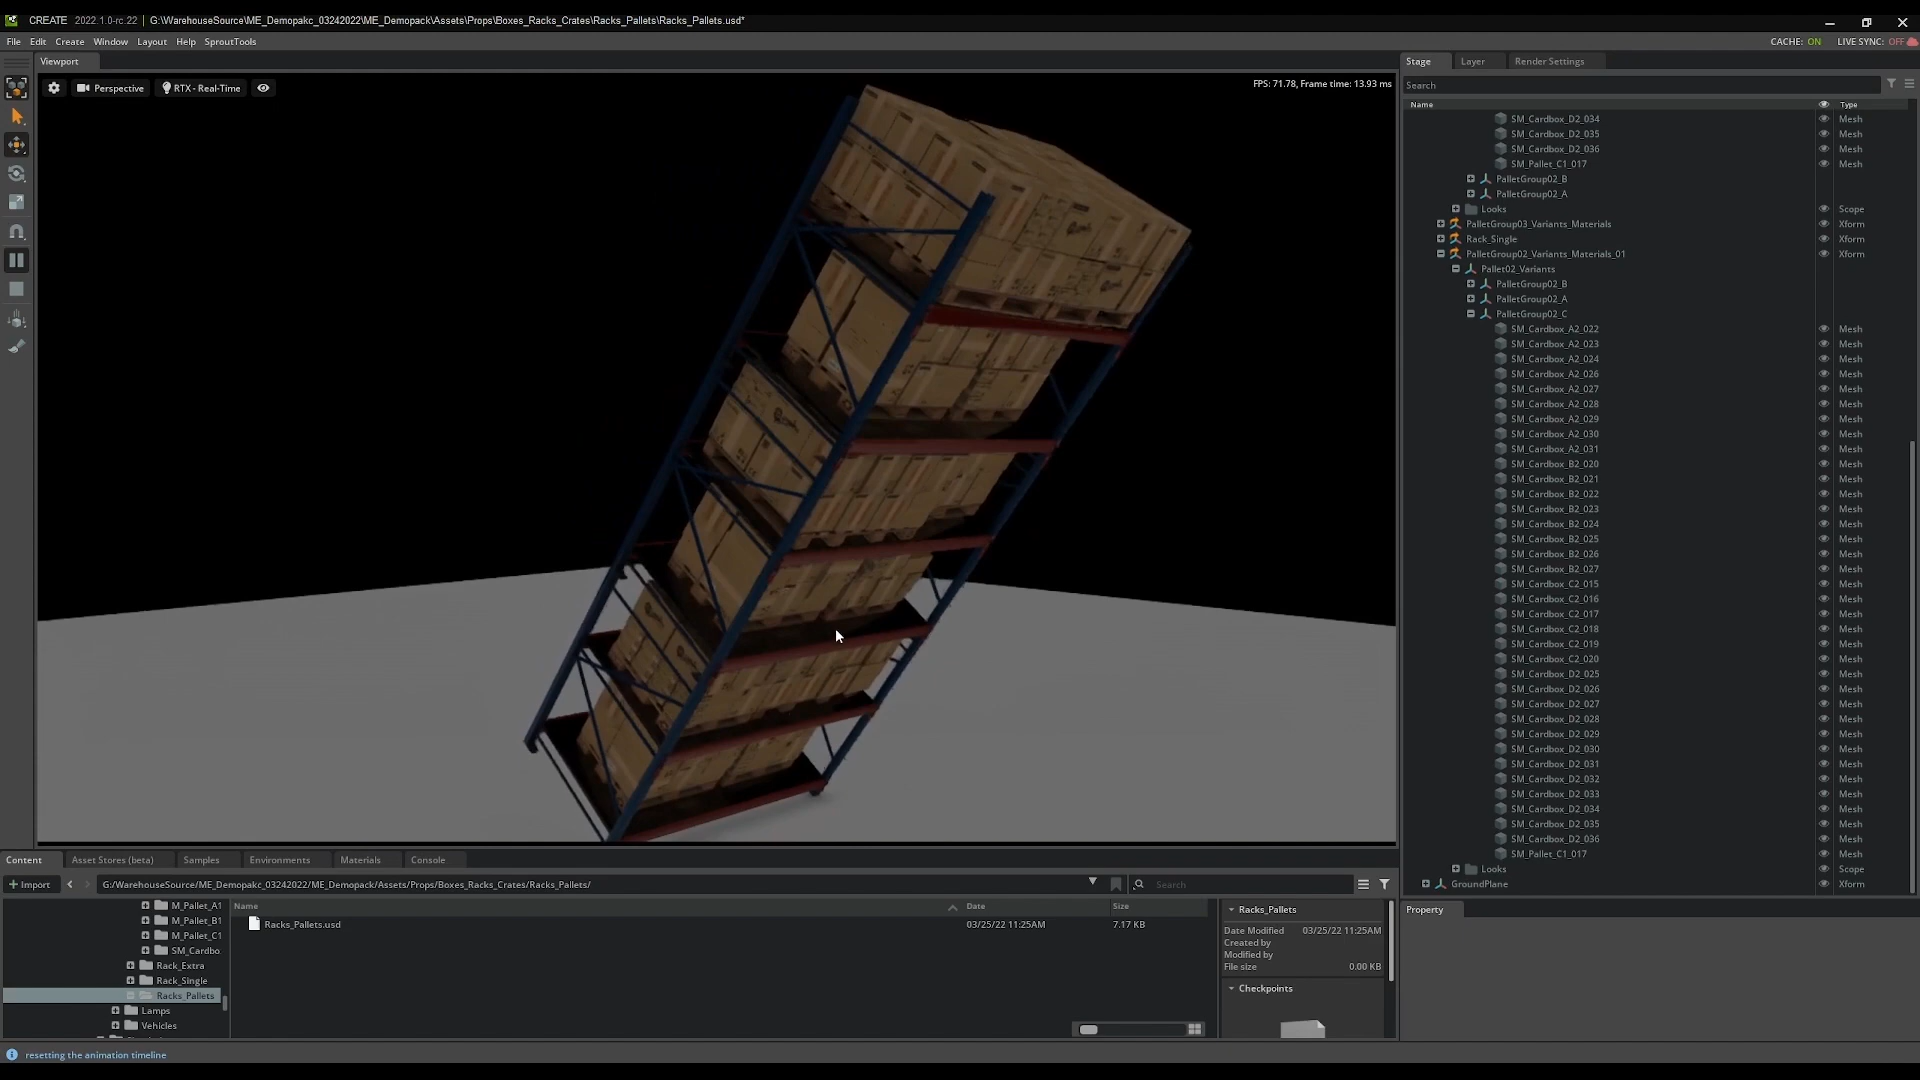 CREATE 2022.1.0-rc.22 | G:\WarehouseSource\ME_Demopakc_03242022\ME_Demopack\Assets\Props\Boxes_Racks_Crates\Racks_Pallets\Racks_Pallets.usd*
File Edit Create Window Layout Help SproutTools
CACHE: ON LIVE SYNC: OFF
Viewport
Perspective RTX - Real-Time
FPS: 71.78, Frame time: 13.93 ms
Stage Layer Render Settings
Search
Name Type
SM_Cardbox_D2_034 Mesh
SM_Cardbox_D2_035 Mesh
SM_Cardbox_D2_036 Mesh
SM_Pallet_C1_017 Mesh
PalletGroup02_B
PalletGroup02_A
Looks Scope
PalletGroup03_Variants_Materials Xform
Rack_Single Xform
PalletGroup02_Variants_Materials_01 Xform
Pallet02_Variants
PalletGroup02_B
PalletGroup02_A
PalletGroup02_C
SM_Cardbox_A2_022 Mesh
SM_Cardbox_A2_023 Mesh
SM_Cardbox_A2_024 Mesh
SM_Cardbox_A2_026 Mesh
SM_Cardbox_A2_027 Mesh
SM_Cardbox_A2_028 Mesh
SM_Cardbox_A2_029 Mesh
SM_Cardbox_A2_030 Mesh
SM_Cardbox_A2_031 Mesh
SM_Cardbox_B2_020 Mesh
SM_Cardbox_B2_021 Mesh
SM_Cardbox_B2_022 Mesh
SM_Cardbox_B2_023 Mesh
SM_Cardbox_B2_024 Mesh
SM_Cardbox_B2_025 Mesh
SM_Cardbox_B2_026 Mesh
SM_Cardbox_B2_027 Mesh
SM_Cardbox_C2_015 Mesh
SM_Cardbox_C2_016 Mesh
SM_Cardbox_C2_017 Mesh
SM_Cardbox_C2_018 Mesh
SM_Cardbox_C2_019 Mesh
SM_Cardbox_C2_020 Mesh
SM_Cardbox_D2_025 Mesh
SM_Cardbox_D2_026 Mesh
SM_Cardbox_D2_027 Mesh
SM_Cardbox_D2_028 Mesh
SM_Cardbox_D2_029 Mesh
SM_Cardbox_D2_030 Mesh
SM_Cardbox_D2_031 Mesh
SM_Cardbox_D2_032 Mesh
SM_Cardbox_D2_033 Mesh
SM_Cardbox_D2_034 Mesh
SM_Cardbox_D2_035 Mesh
SM_Cardbox_D2_036 Mesh
SM_Pallet_C1_017 Mesh
Looks Scope
GroundPlane Xform
Content Asset Stores (beta) Samples Environments Materials Console
Import G:/WarehouseSource/ME_Demopakc_03242022/ME_Demopack/Assets/Props/Boxes_Racks_Crates/Racks_Pallets/ Search
M_Pallet_A1
M_Pallet_B1
M_Pallet_C1
SM_Cardbo
Rack_Extra
Rack_Single
Racks_Pallets
Lamps
Vehicles
Name Date Size
Racks_Pallets.usd 03/25/22 11:25AM 7.17 KB
Racks_Pallets
Date Modified 03/25/22 11:25AM
Created by
Modified by
File size 0.00 KB
Checkpoints
Property
resetting the animation timeline